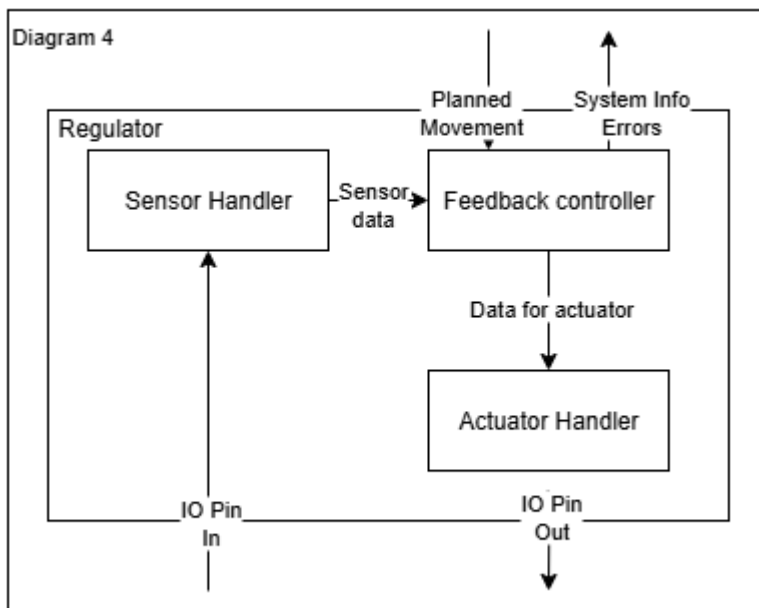 Diagram 4
Planned
Movement
System Info
Errors
Regulator
Sensor Handler
Sensor
data
Feedback controller
Data for actuator
Actuator Handler
IO Pin
In
IO Pin
Out